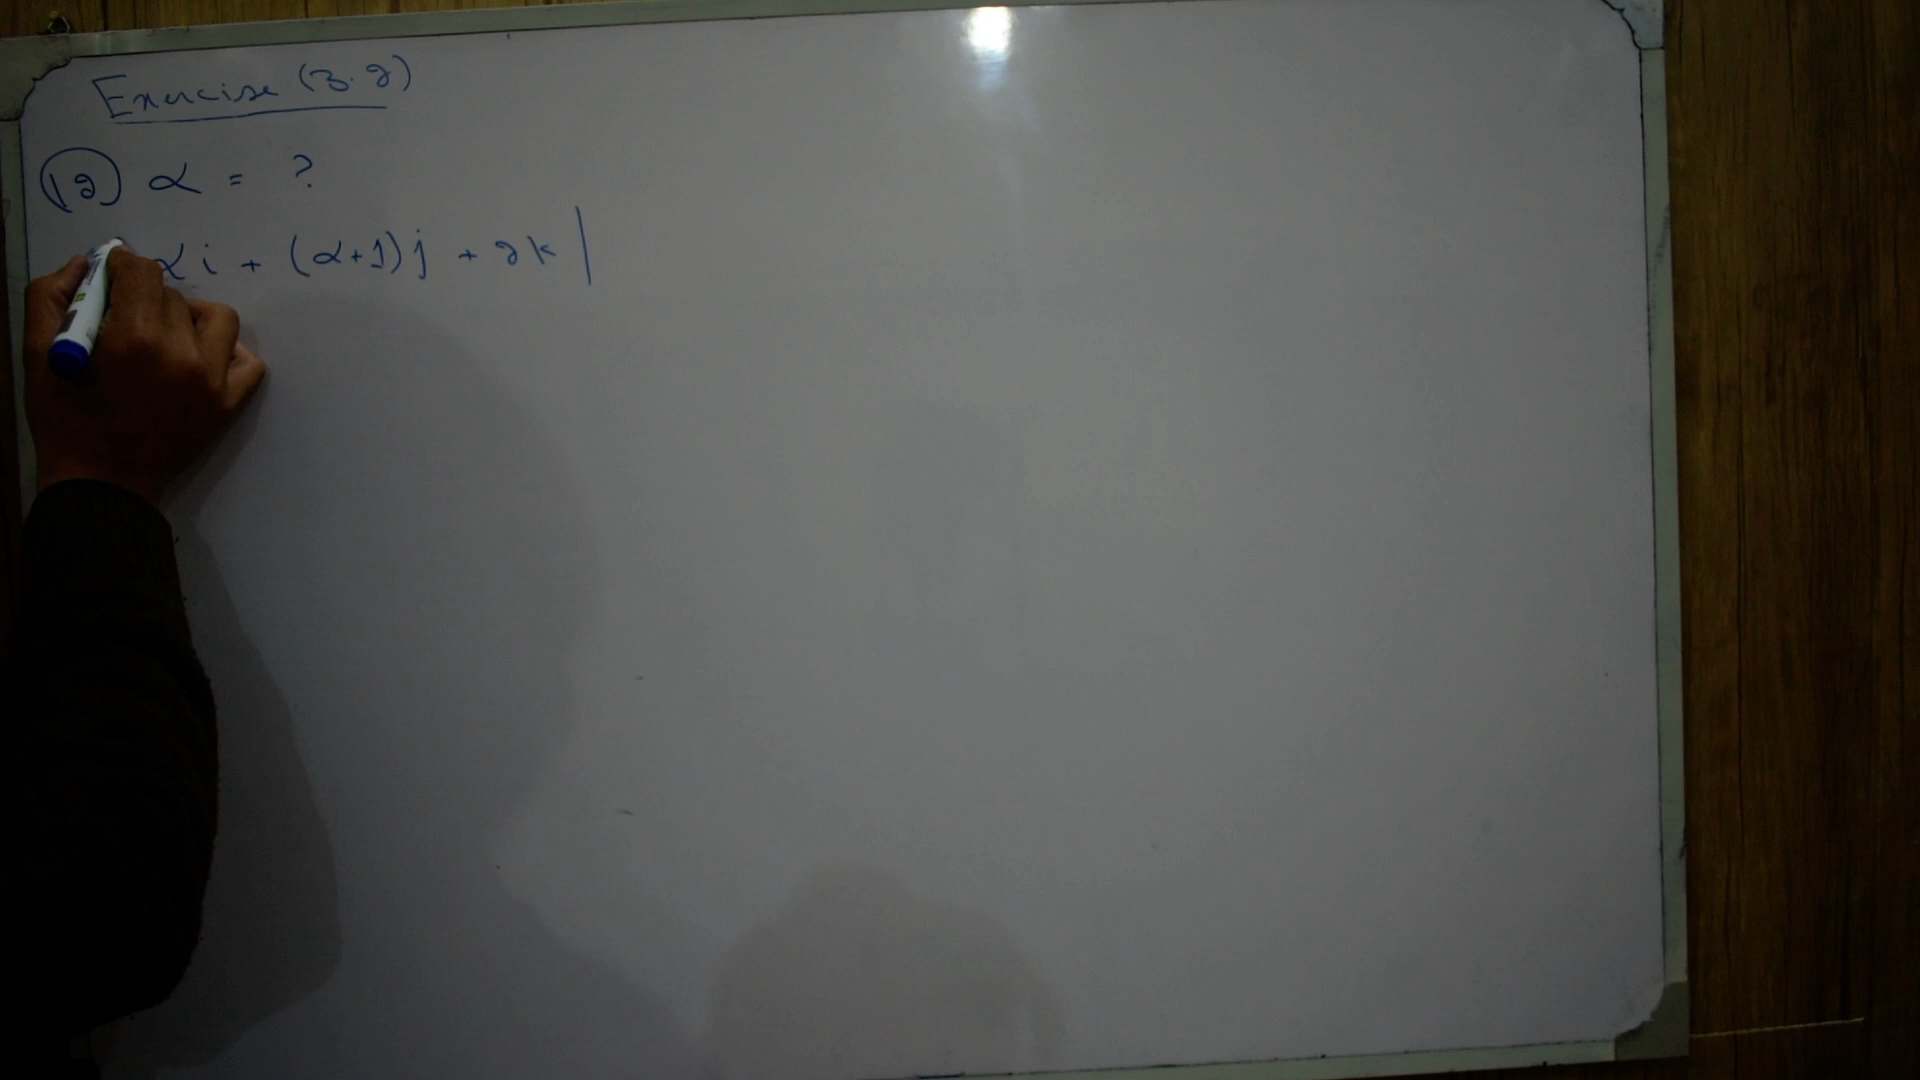 Exercise (3.2)
(12) α = ?
αi + (α+1)j + 2k|